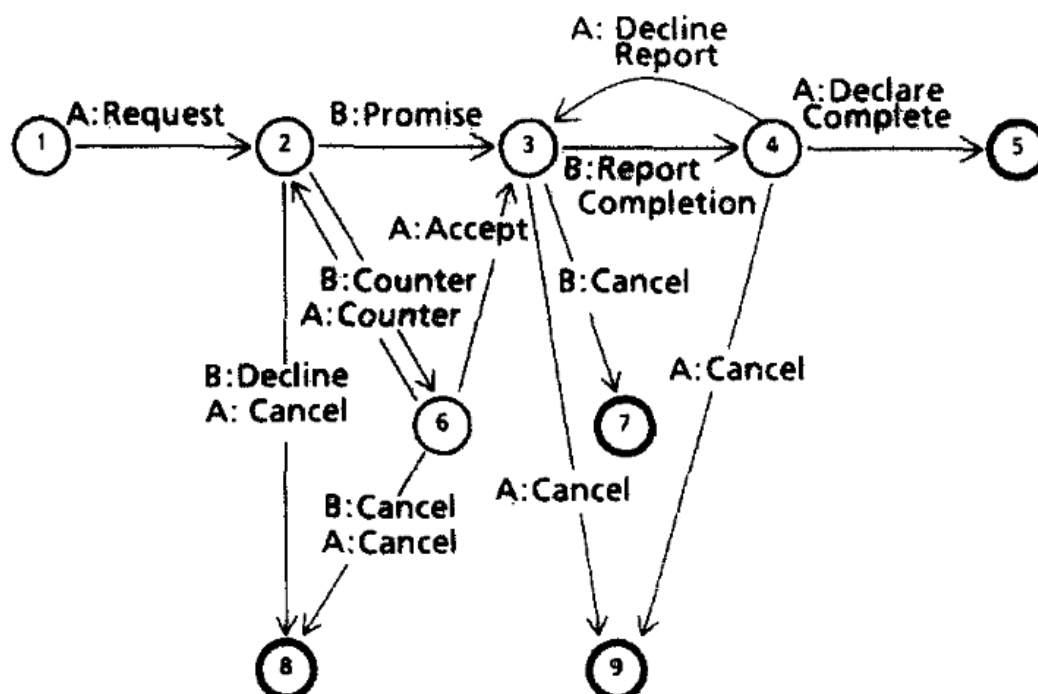 A: Decline
Report
A:Request
B:Promise
A:Declare
Complete
1
2
3
4
5
B:Report
Completion
A:Accept
B:Counter
A:Counter
B:Cancel
B:Decline
A: Cancel
A:Cancel
6
7
B:Cancel
A:Cancel
A:Cancel
8
9